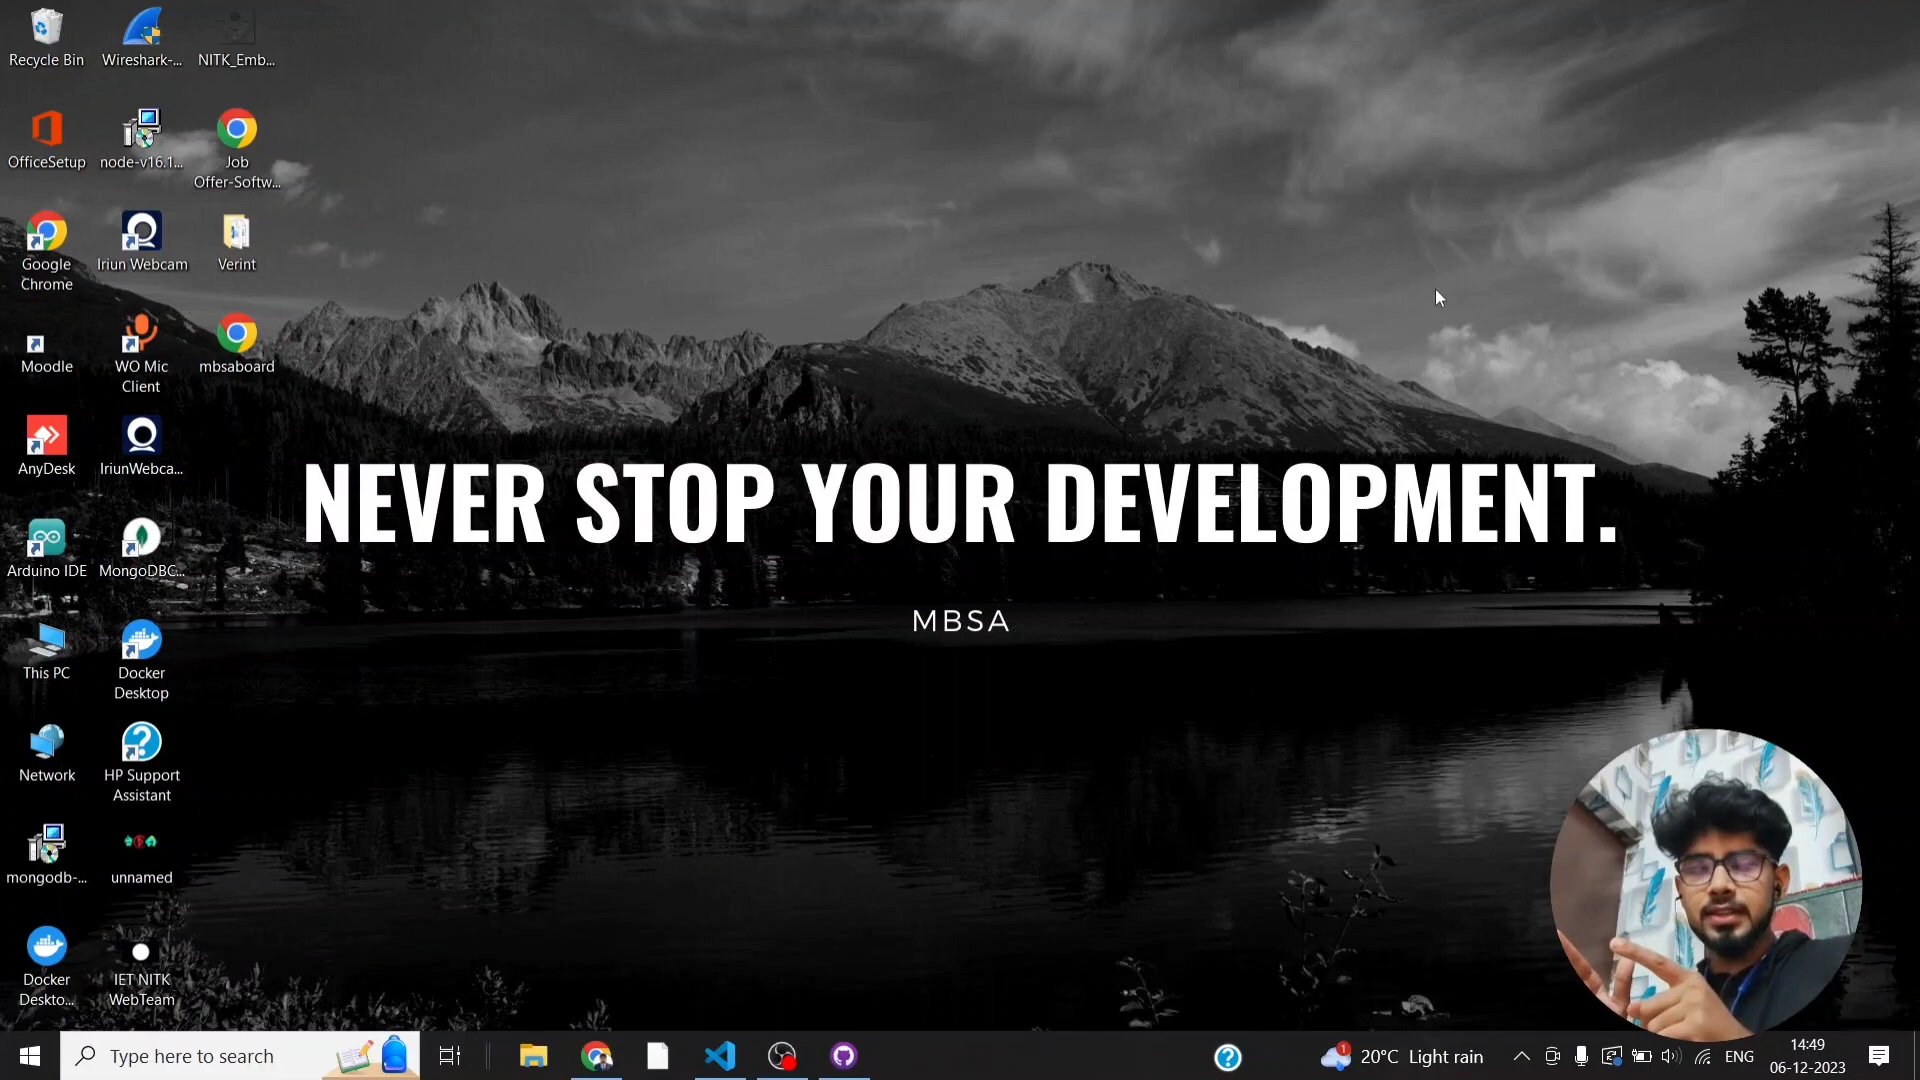 Recycle Bin
Wireshark-...
NITK_Emb...
OfficeSetup
node-v16.1...
Job
Offer-Softw...
Google
Chrome
Iriun Webcam
Verint
Moodle
WO Mic
Client
mbsaboard
AnyDesk
IriunWebca...
Arduino IDE
MongoDBC...
This PC
Docker
Desktop
Network
HP Support
Assistant
mongodb-...
unnamed
Docker
Deskto...
IET NITK
WebTeam
NEVER STOP YOUR DEVELOPMENT.
MBSA
Type here to search
1
20°C Light rain
ENG
14:49
06-12-2023